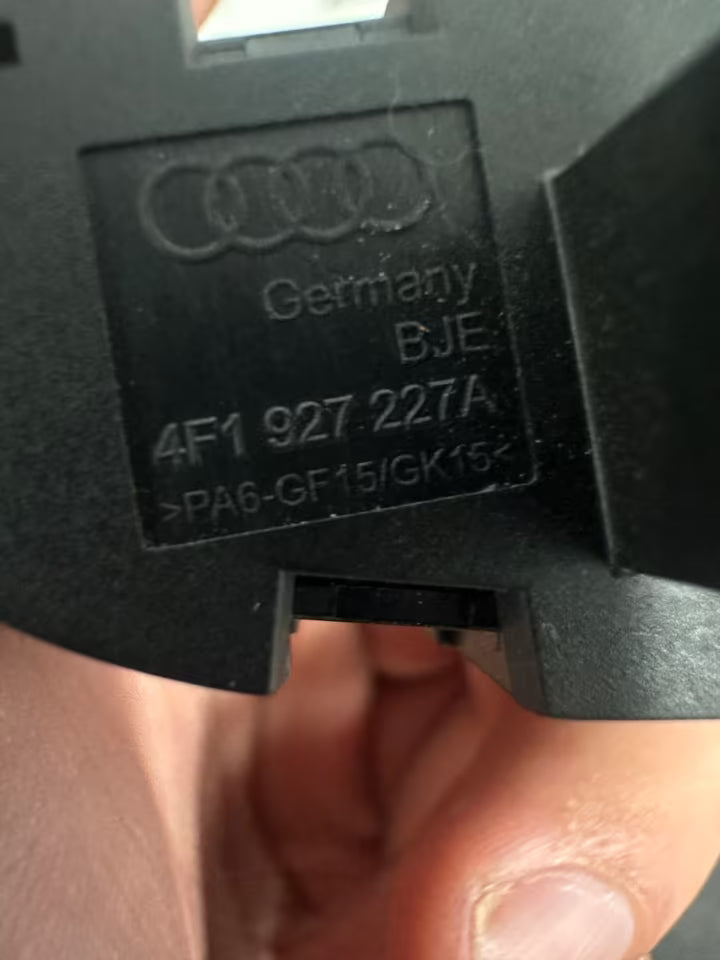 Germany
BJE
4F1 927 227A
>PA6-GF15/GK15<